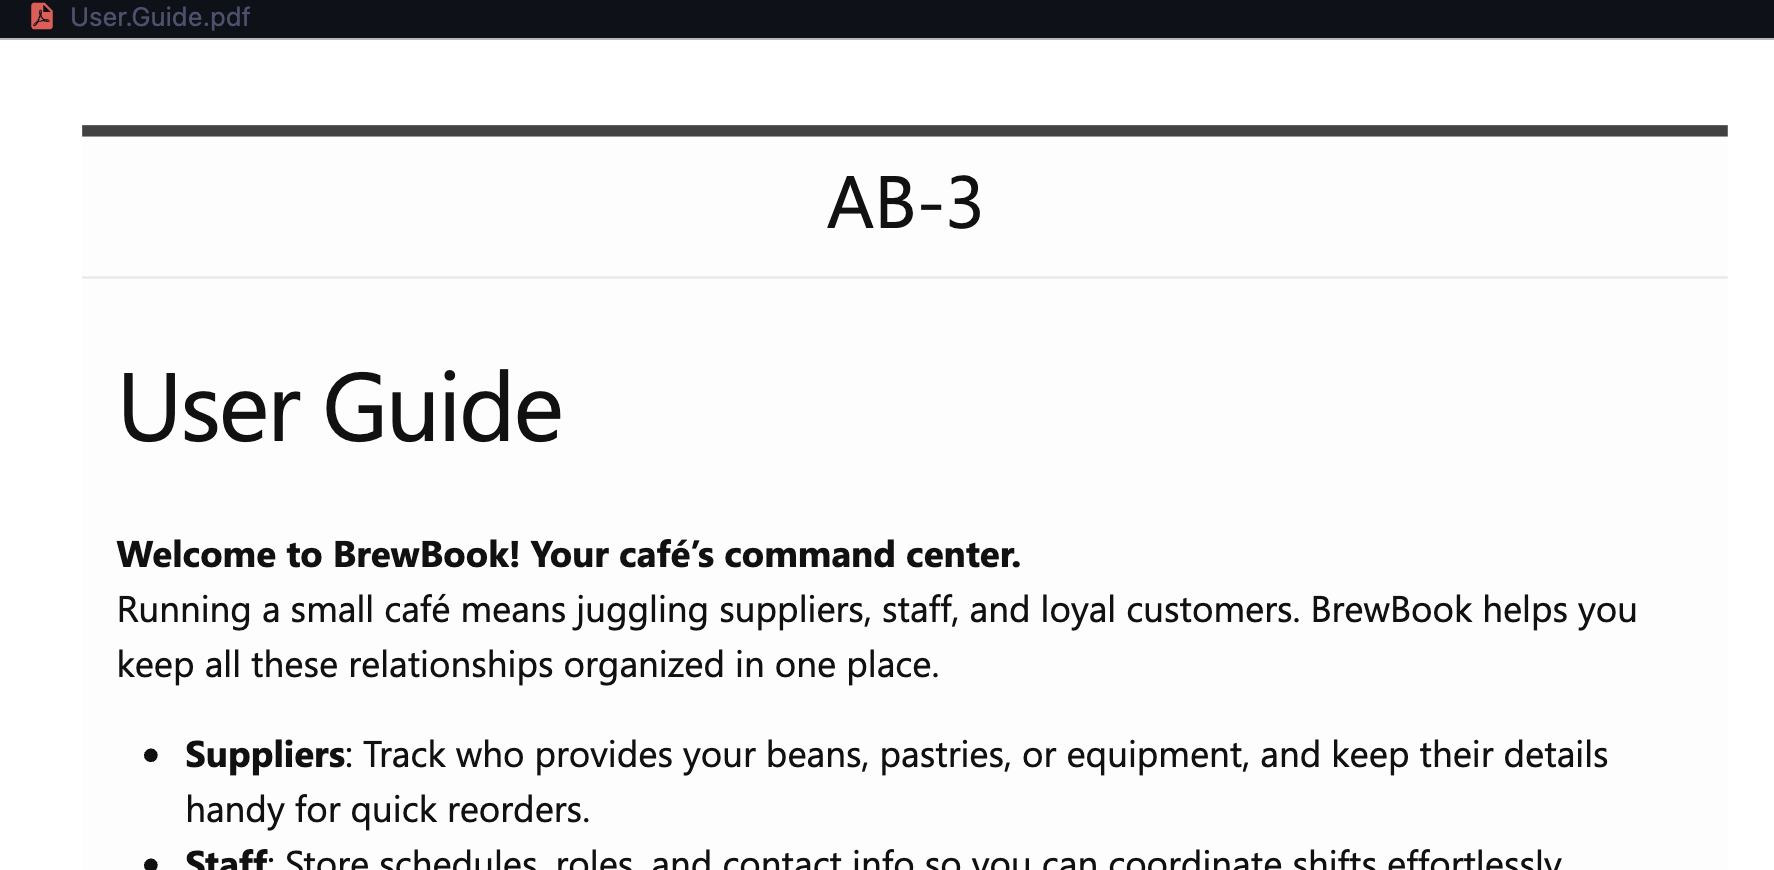 User.Guide.pdf
AB-3
User Guide
Welcome to BrewBook! Your café’s command center.
Running a small café means juggling suppliers, staff, and loyal customers. BrewBook helps you
keep all these relationships organized in one place.
• Suppliers: Track who provides your beans, pastries, or equipment, and keep their details
handy for quick reorders.
• Staff: Store schedules, roles, and contact info so you can coordinate shifts effortlessly.